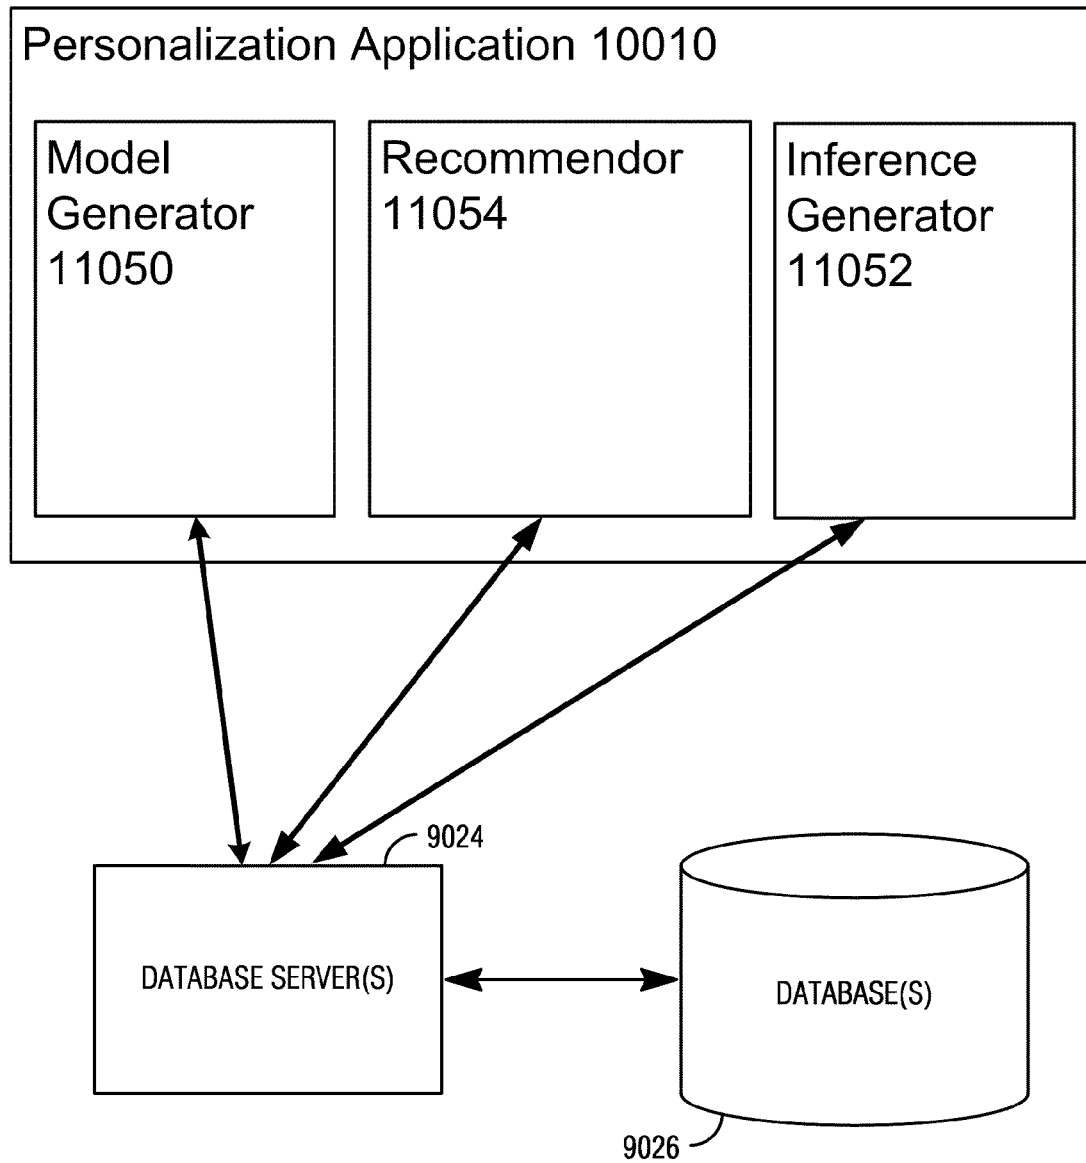 Personalization Application 10010
Model
Generator
11050
Recommendor
11054
Inference
Generator
11052
9024
DATABASE SERVER(S)
DATABASE(S)
9026